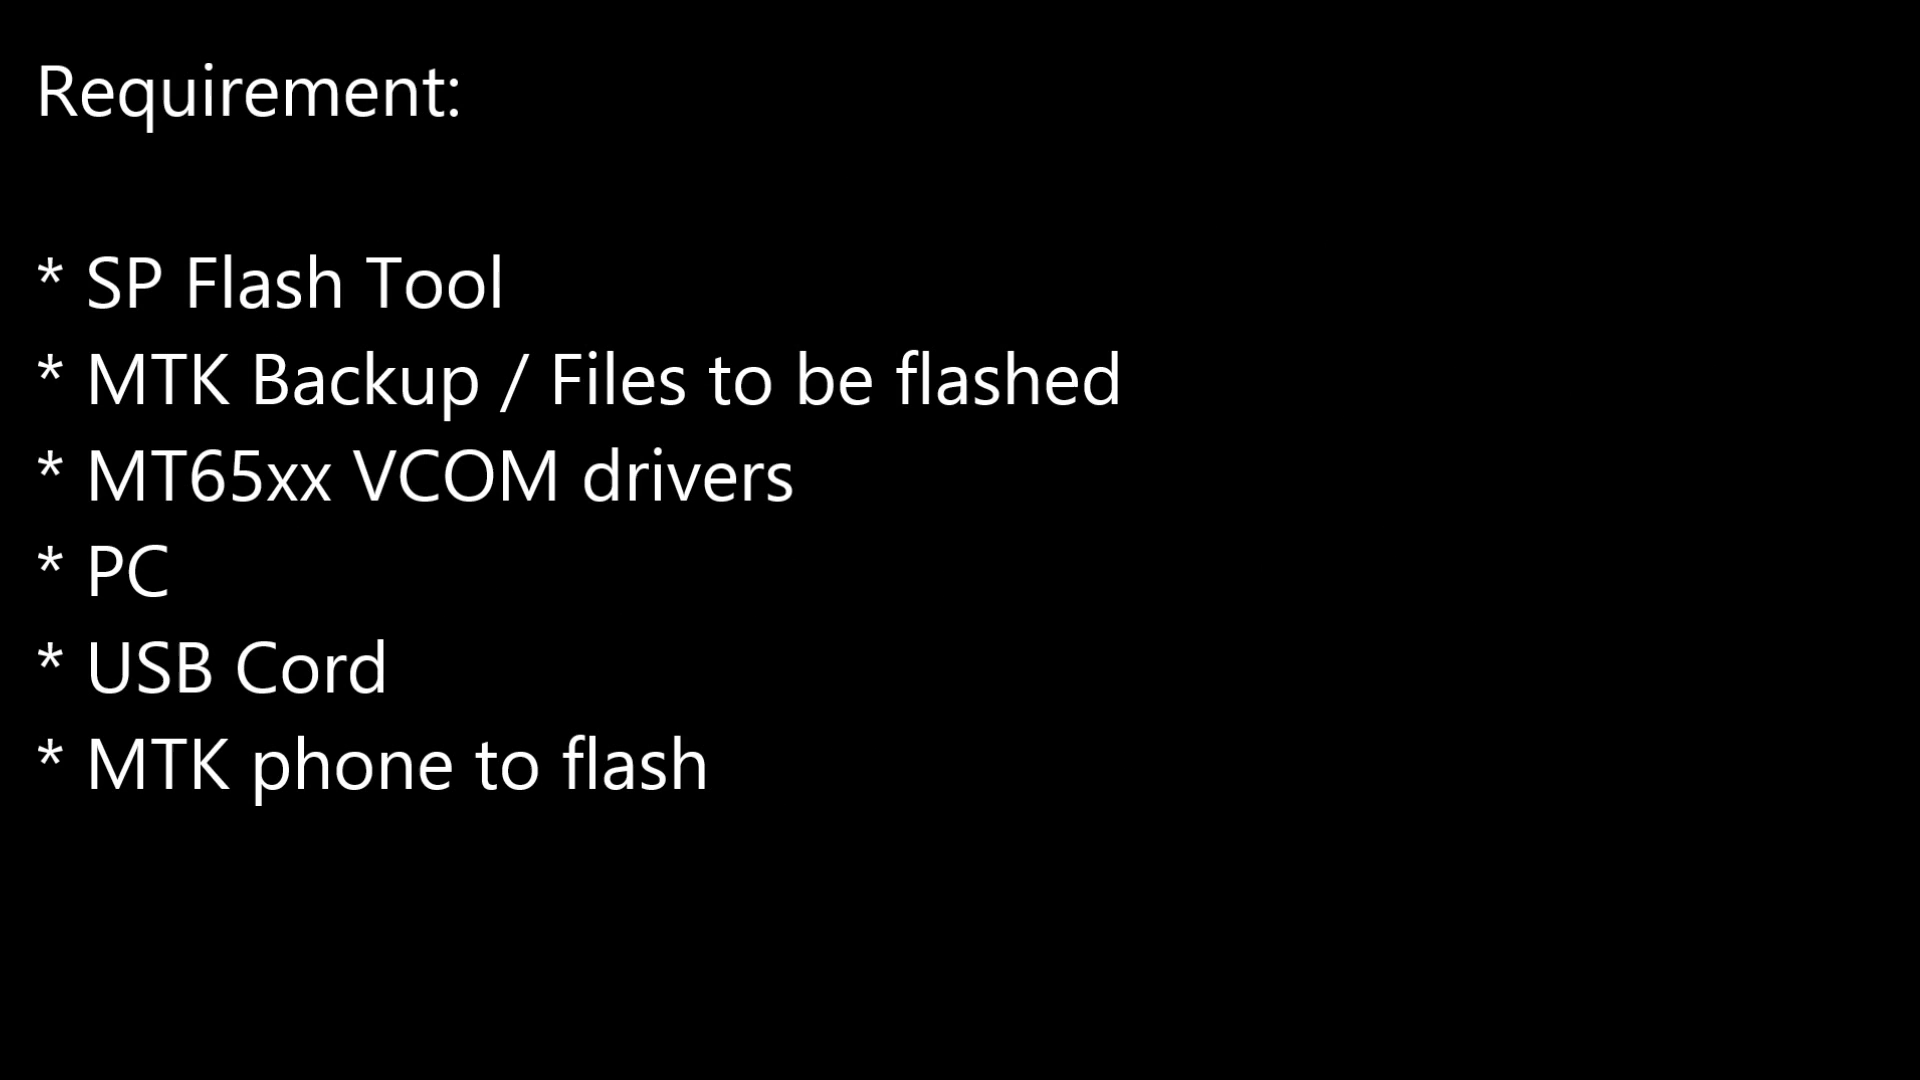 Requirement:
* SP Flash Tool
* MTK Backup / Files to be flashed
* MT65xx VCOM drivers
* PC
* USB Cord
* MTK phone to flash